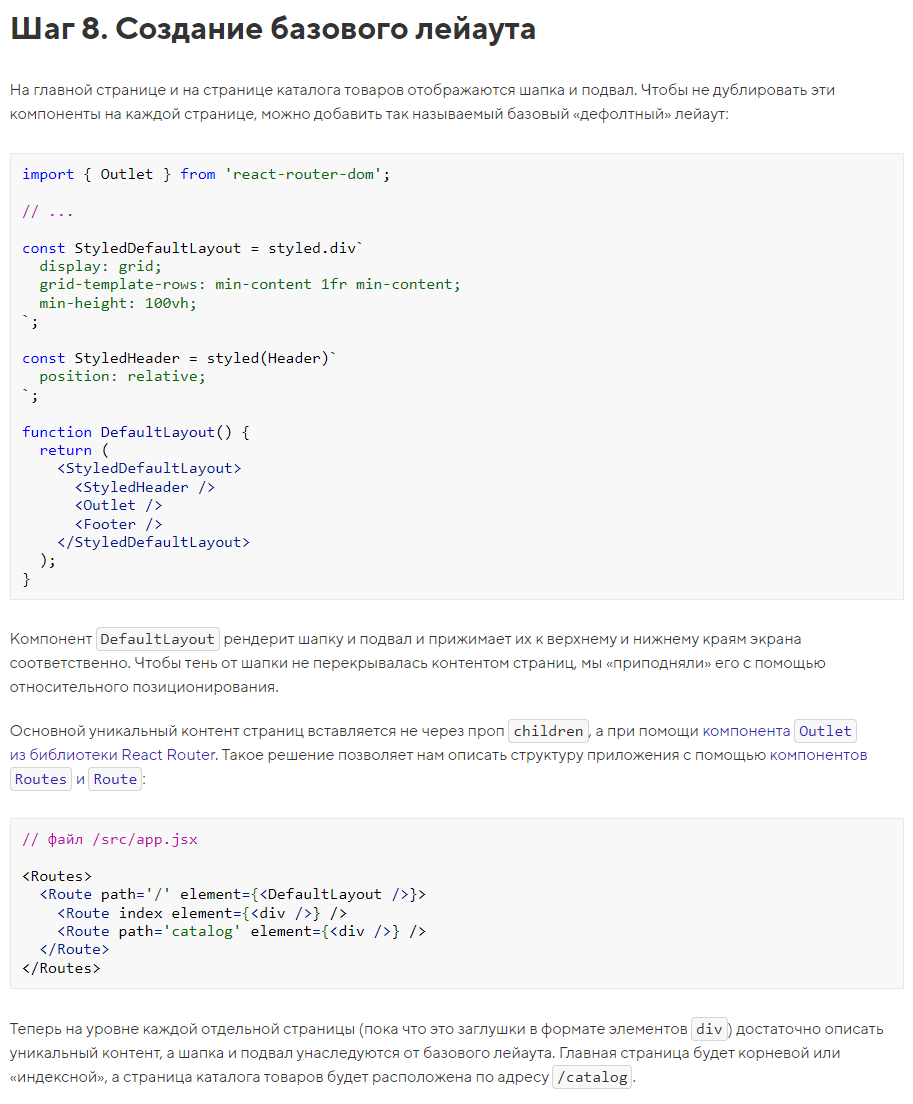 Шаг 8. Создание базового лейаута
На главной странице и на странице каталога товаров отображаются шапка и подвал. Чтобы не дублировать эти
компоненты на каждой странице, можно добавить так называемый базовый «дефолтный» лейаут:
import { Outlet } from 'react-router-dom';
// ...
const StyledDefaultLayout = styled.div`
  display: grid;
  grid-template-rows: min-content 1fr min-content;
  min-height: 100vh;
`;
const StyledHeader = styled(Header)`
  position: relative;
`;
function DefaultLayout() {
  return (
    <StyledDefaultLayout>
      <StyledHeader />
      <Outlet />
      <Footer />
    </StyledDefaultLayout>
  );
}
Компонент DefaultLayout рендерит шапку и подвал и прижимает их к верхнему и нижнему краям экрана
соответственно. Чтобы тень от шапки не перекрывалась контентом страниц, мы «приподняли» его с помощью
относительного позиционирования.
Основной уникальный контент страниц вставляется не через проп children, а при помощи компонента Outlet
из библиотеки React Router. Такое решение позволяет нам описать структуру приложения с помощью компонентов
Routes и Route:
// файл /src/app.jsx
<Routes>
  <Route path='/' element={<DefaultLayout />}>
    <Route index element={<div />} />
    <Route path='catalog' element={<div />} />
  </Route>
</Routes>
Теперь на уровне каждой отдельной страницы (пока что это заглушки в формате элементов div) достаточно описать
уникальный контент, а шапка и подвал унаследуются от базового лейаута. Главная страница будет корневой или
«индексной», а страница каталога товаров будет расположена по адресу /catalog.